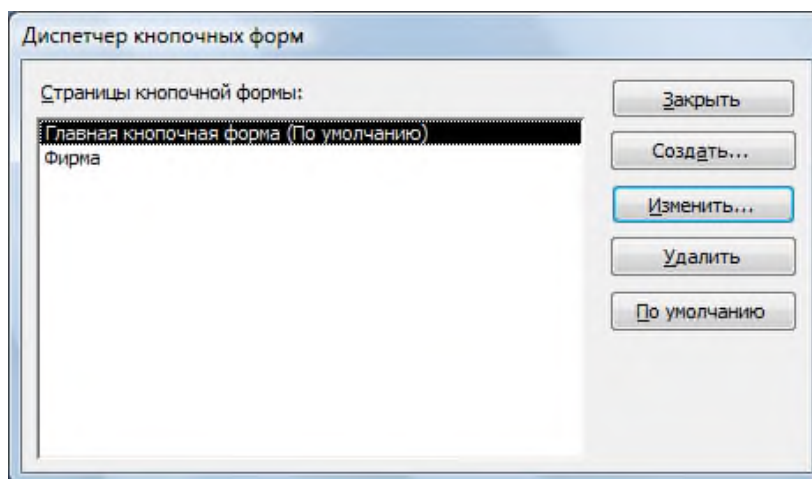 Диспетчер кнопочных форм
Страницы кнопочной формы:
Главная кнопочная форма (По умолчанию)
Фирма
Закрыть
Создать...
Изменить...
Удалить
По умолчанию